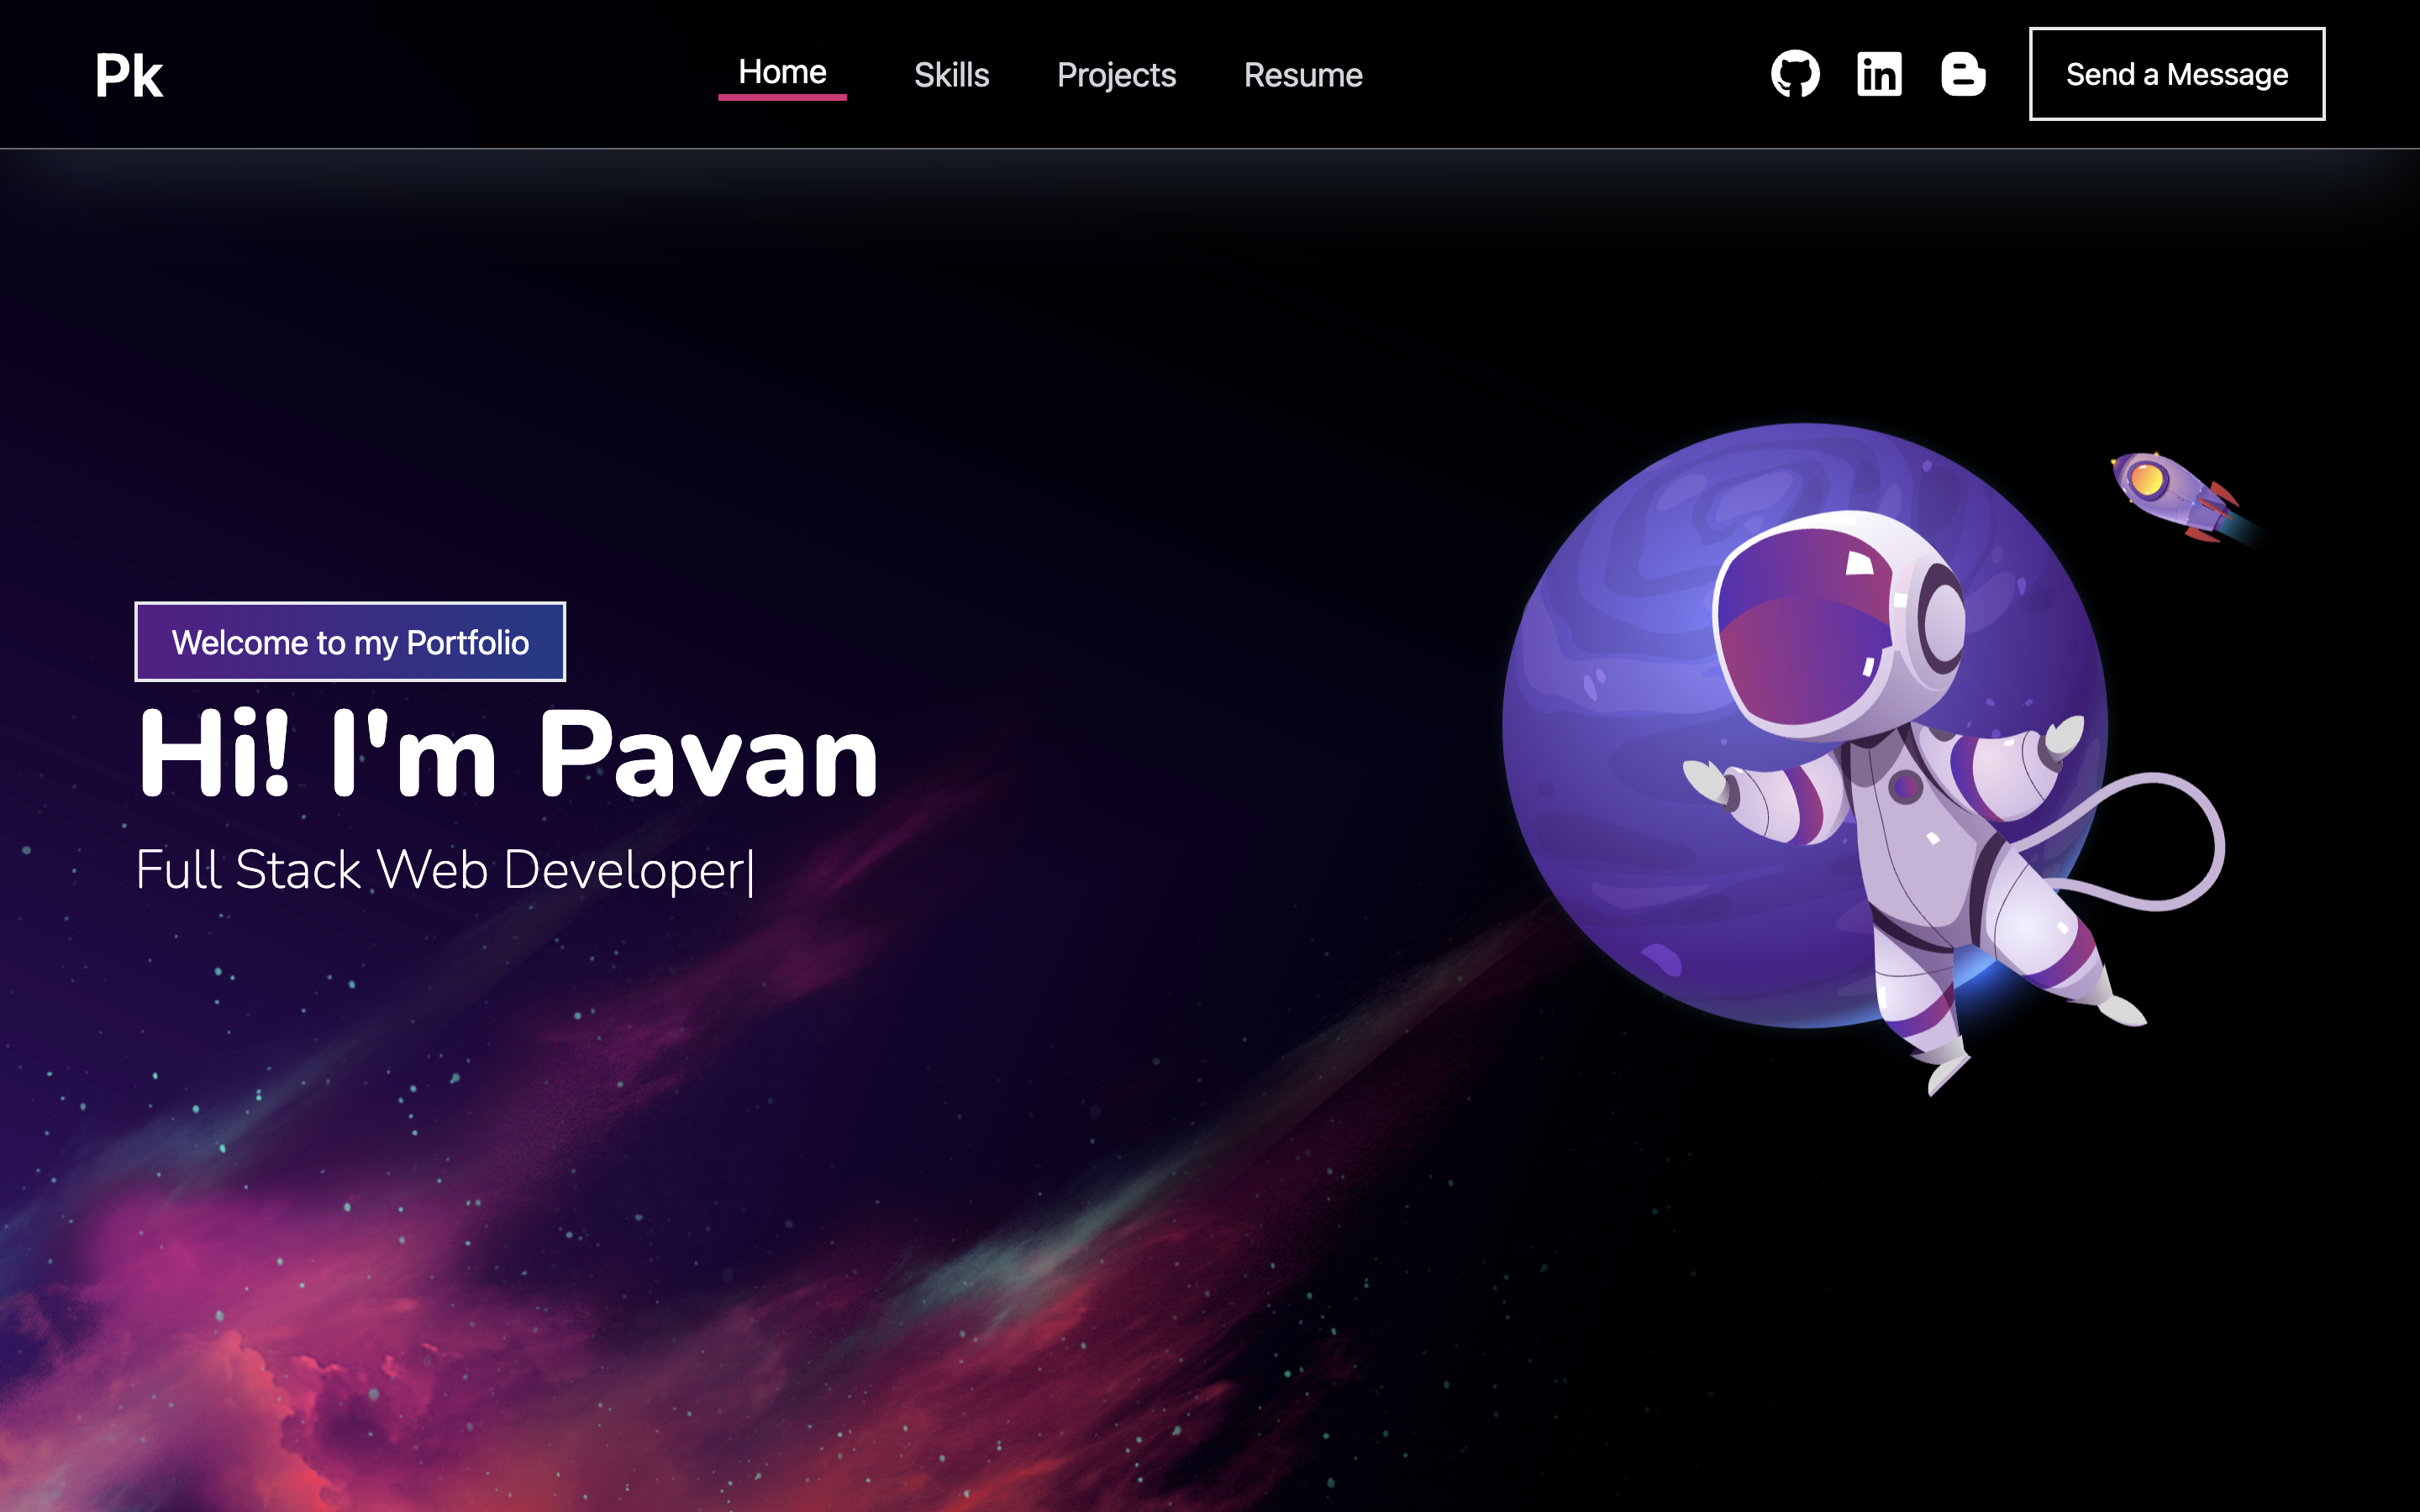 Pk
Home Skills Projects Resume
Send a Message
Welcome to my Portfolio
Hi! I'm Pavan
Full Stack Web Developer|